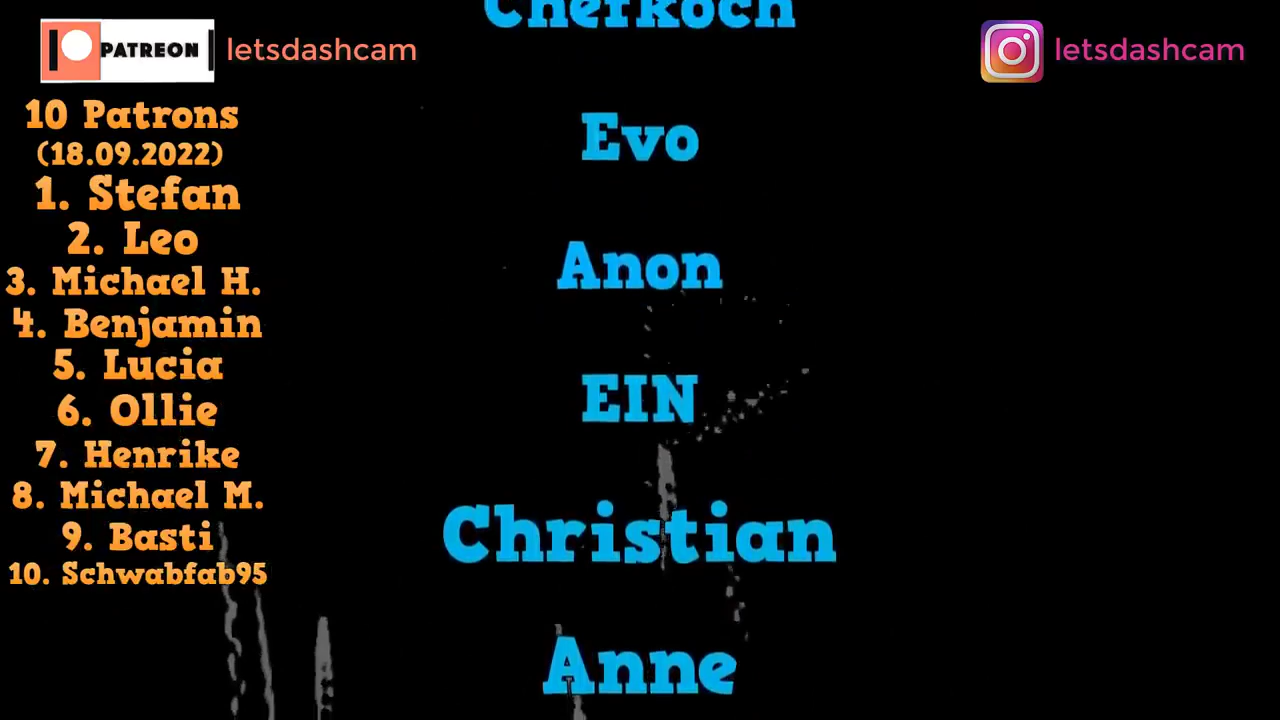 Chefkoch
PATREON letsdashcam
letsdashcam
10 Patrons
(18.09.2022)
1. Stefan
2. Leo
3. Michael H.
4. Benjamin
5. Lucia
6. Ollie
7. Henrike
8. Michael M.
9. Basti
10. Schwabfab95
Evo
Anon
EIN
Christian
Anne